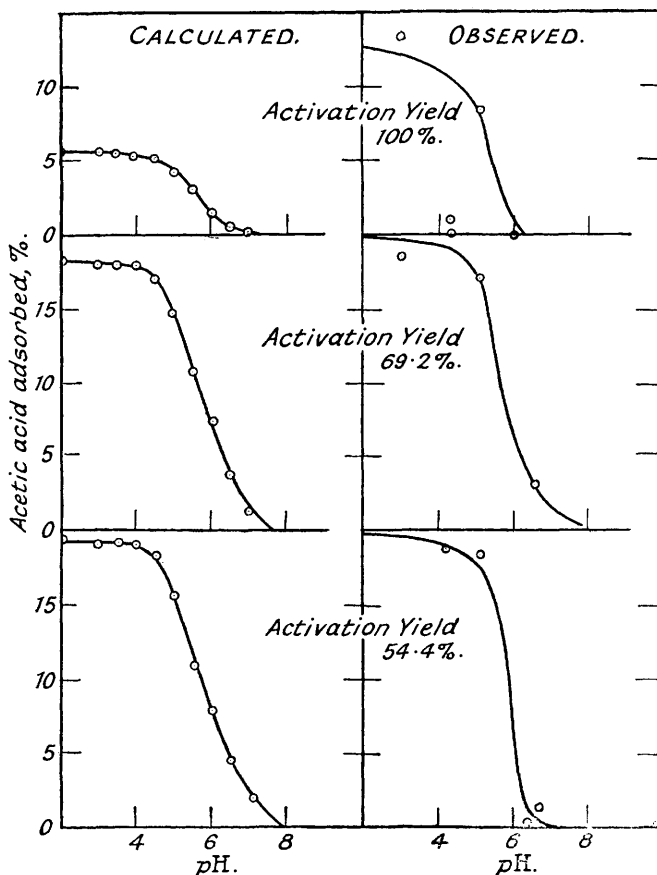 CALCULATED.
OBSERVED.
Acetic acid adsorbed, %.
10
5
0
Activation Yield
100%.
15
10
5
0
Activation Yield
69·2%.
15
10
5
0
Activation Yield
54·4%.
4 6 8
4 6 8
pH.
pH.